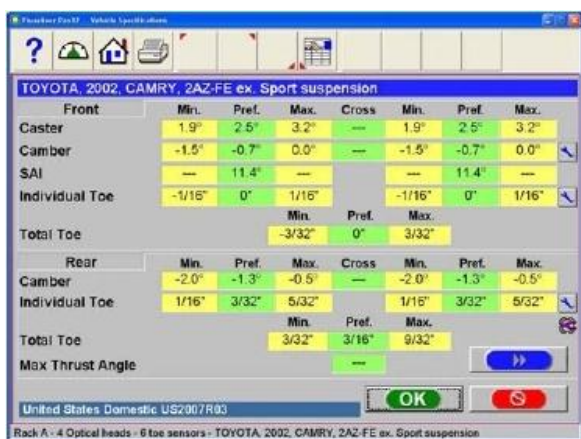 Vehicle Specifications
?
TOYOTA, 2002, CAMRY, 2AZ-FE ex. Sport suspension
Front Min. Pref. Max. Cross Min. Pref. Max.
Caster 1.9° 2.5° 3.2° --- 1.9° 2.5° 3.2°
Camber -1.5° -0.7° 0.0° --- -1.5° -0.7° 0.0°
SAI --- 11.4° --- --- 11.4° ---
Individual Toe -1/16" 0" 1/16" -1/16" 0" 1/16"
Min. Pref. Max.
Total Toe -3/32" 0" 3/32"
Rear Min. Pref. Max. Cross Min. Pref. Max.
Camber -2.0° -1.3° -0.5° --- -2.0° -1.3° -0.5°
Individual Toe 1/16" 3/32" 5/32" 1/16" 3/32" 5/32"
Min. Pref. Max.
Total Toe 3/32" 3/16" 9/32"
Max Thrust Angle ---
OK
United States Domestic US2007R03
Rack A - 4 Optical heads - 6 toe sensors - TOYOTA, 2002, CAMRY, 2AZ-FE ex. Sport suspension